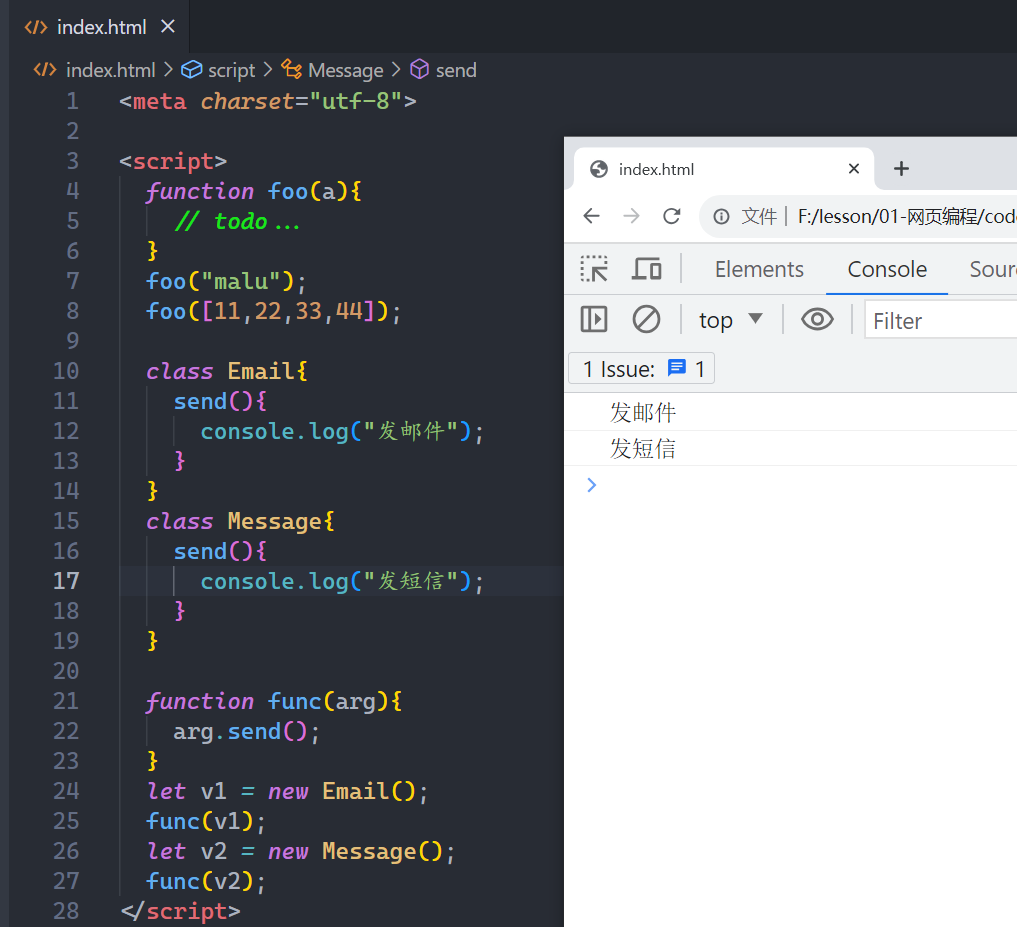 index.html
index.html > script > Message > send
1 <meta charset="utf-8">
2
3 <script>
4 function foo(a){
5 // todo...
6 }
7 foo("malu");
8 foo([11,22,33,44]);
9
10 class Email{
11 send(){
12 console.log("发邮件");
13 }
14 }
15 class Message{
16 send(){
17 console.log("发短信");
18 }
19 }
20
21 function func(arg){
22 arg.send();
23 }
24 let v1 = new Email();
25 func(v1);
26 let v2 = new Message();
27 func(v2);
28 </script>
index.html
文件 | F:/lesson/01-网页编程/code
Elements Console Sour
top Filter
1 Issue: 1
发邮件
发短信
>